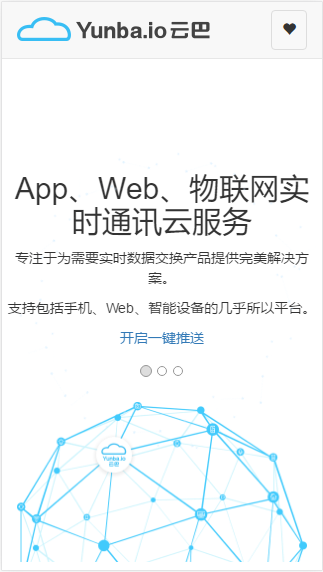 Yunba.io 云巴
App、Web、物联网实
时通讯云服务
专注于为需要实时数据交换产品提供完美解决方
案。
支持包括手机、Web、智能设备的几乎所以平台。
开启一键推送
Yunba.io
云巴